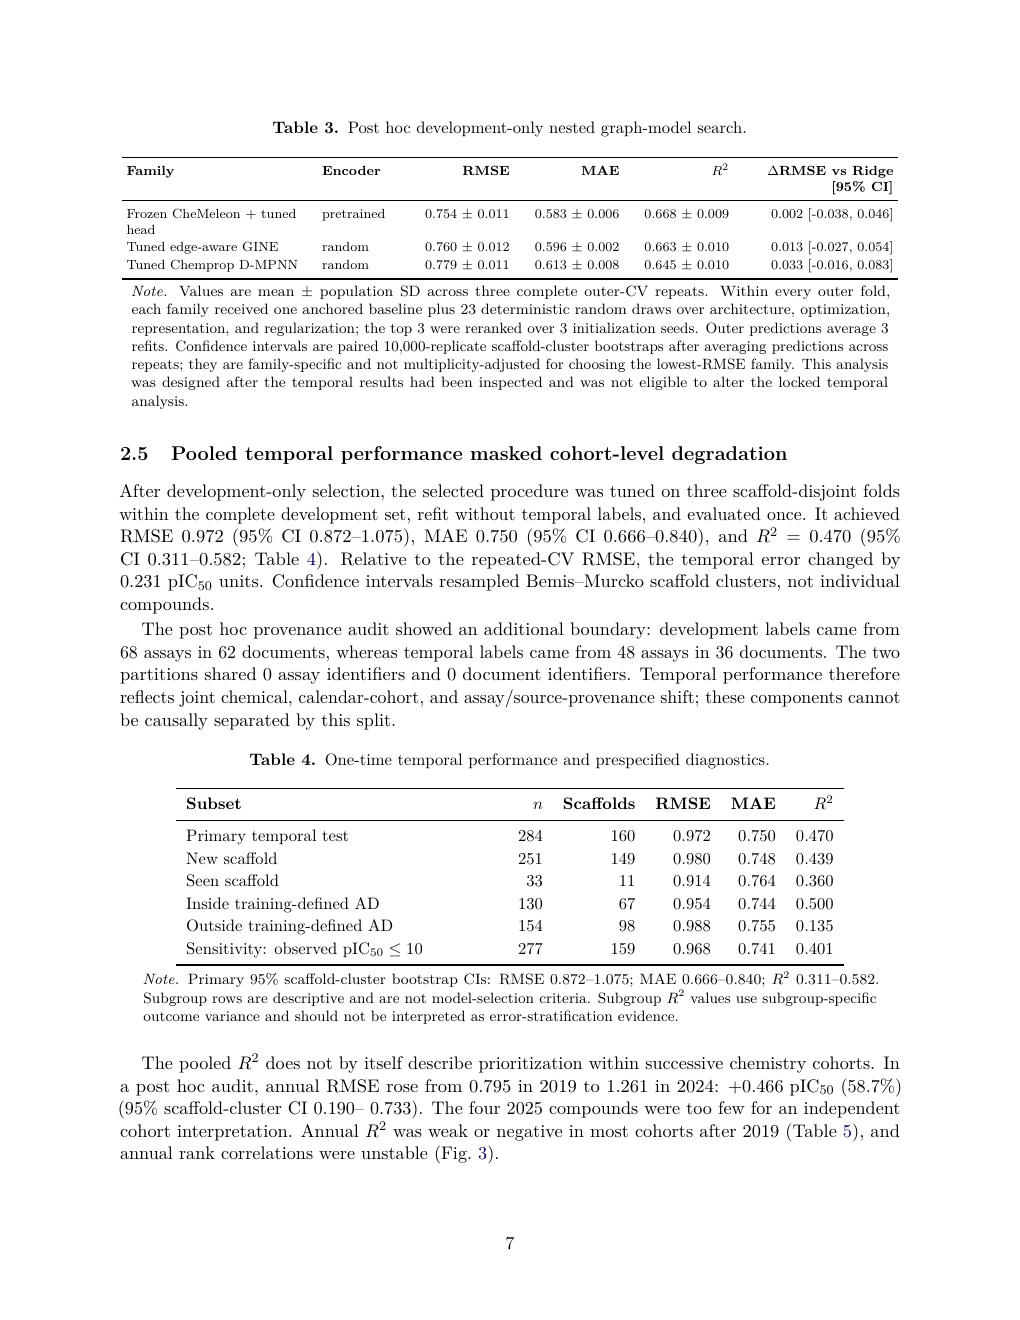 Table 3. Post hoc development-only nested graph-model search.
Family Encoder RMSE MAE R² ΔRMSE vs Ridge
[95% CI]
Frozen CheMeleon + tuned pretrained 0.754 ± 0.011 0.583 ± 0.006 0.668 ± 0.009 0.002 [-0.038, 0.046]
head
Tuned edge-aware GINE random 0.760 ± 0.012 0.596 ± 0.002 0.663 ± 0.010 0.013 [-0.027, 0.054]
Tuned Chemprop D-MPNN random 0.779 ± 0.011 0.613 ± 0.008 0.645 ± 0.010 0.033 [-0.016, 0.083]
Note. Values are mean ± population SD across three complete outer-CV repeats. Within every outer fold,
each family received one anchored baseline plus 23 deterministic random draws over architecture, optimization,
representation, and regularization; the top 3 were reranked over 3 initialization seeds. Outer predictions average 3
refits. Confidence intervals are paired 10,000-replicate scaffold-cluster bootstraps after averaging predictions across
repeats; they are family-specific and not multiplicity-adjusted for choosing the lowest-RMSE family. This analysis
was designed after the temporal results had been inspected and was not eligible to alter the locked temporal
analysis.
2.5 Pooled temporal performance masked cohort-level degradation
After development-only selection, the selected procedure was tuned on three scaffold-disjoint folds
within the complete development set, refit without temporal labels, and evaluated once. It achieved
RMSE 0.972 (95% CI 0.872–1.075), MAE 0.750 (95% CI 0.666–0.840), and R² = 0.470 (95%
CI 0.311–0.582; Table 4). Relative to the repeated-CV RMSE, the temporal error changed by
0.231 pIC₅₀ units. Confidence intervals resampled Bemis–Murcko scaffold clusters, not individual
compounds.
The post hoc provenance audit showed an additional boundary: development labels came from
68 assays in 62 documents, whereas temporal labels came from 48 assays in 36 documents. The two
partitions shared 0 assay identifiers and 0 document identifiers. Temporal performance therefore
reflects joint chemical, calendar-cohort, and assay/source-provenance shift; these components cannot
be causally separated by this split.
Table 4. One-time temporal performance and prespecified diagnostics.
Subset n Scaffolds RMSE MAE R²
Primary temporal test 284 160 0.972 0.750 0.470
New scaffold 251 149 0.980 0.748 0.439
Seen scaffold 33 11 0.914 0.764 0.360
Inside training-defined AD 130 67 0.954 0.744 0.500
Outside training-defined AD 154 98 0.988 0.755 0.135
Sensitivity: observed pIC₅₀ ≤ 10 277 159 0.968 0.741 0.401
Note. Primary 95% scaffold-cluster bootstrap CIs: RMSE 0.872–1.075; MAE 0.666–0.840; R² 0.311–0.582.
Subgroup rows are descriptive and are not model-selection criteria. Subgroup R² values use subgroup-specific
outcome variance and should not be interpreted as error-stratification evidence.
The pooled R² does not by itself describe prioritization within successive chemistry cohorts. In
a post hoc audit, annual RMSE rose from 0.795 in 2019 to 1.261 in 2024: +0.466 pIC₅₀ (58.7%)
(95% scaffold-cluster CI 0.190– 0.733). The four 2025 compounds were too few for an independent
cohort interpretation. Annual R² was weak or negative in most cohorts after 2019 (Table 5), and
annual rank correlations were unstable (Fig. 3).
7